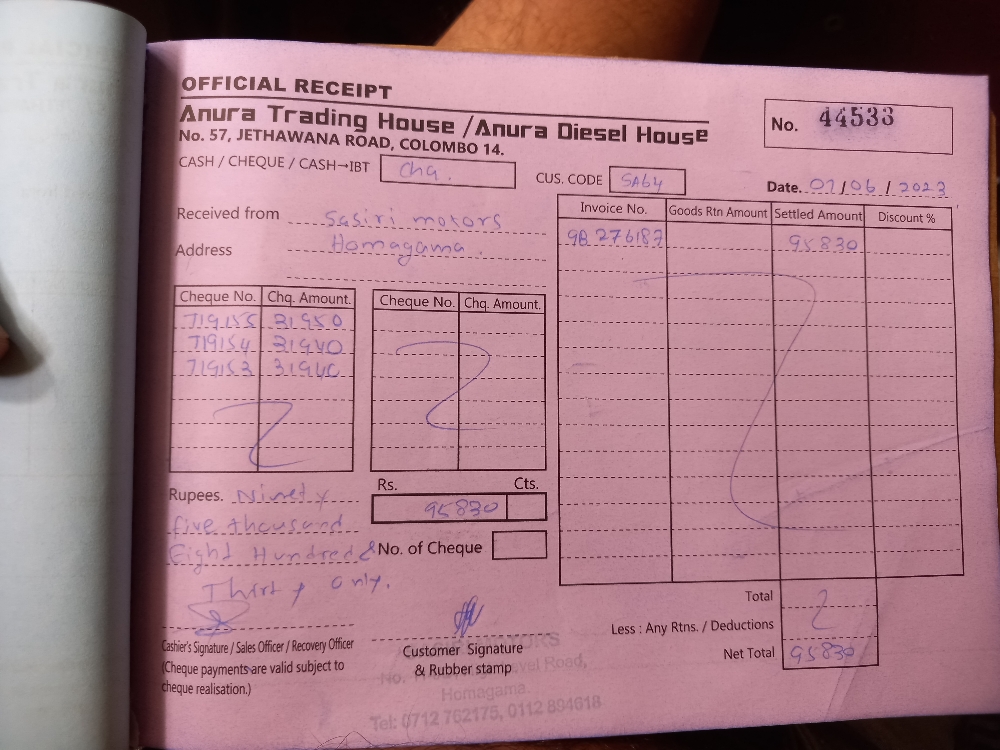 OFFICIAL RECEIPT
Anura Trading House /Anura Diesel House
No. 57, JETHAWANA ROAD, COLOMBO 14.
No. 44533
CASH / CHEQUE / CASH→IBT Chq.
CUS. CODE SA64
Date. 07/06/2023
Received from Sasiri motors
Address Homagama.
Invoice No. Goods Rtn Amount Settled Amount Discount %
9B 276187 95830
Cheque No. Chq. Amount. Cheque No. Chq. Amount.
719155 31950
719154 31940
719153 31940
Rupees. Ninety
five thousand
Eight Hundred &
Thirty only.
Rs. Cts.
95830
No. of Cheque
Total
Less : Any Rtns. / Deductions
Net Total 95830
Cashier's Signature / Sales Officer / Recovery Officer
(Cheque payments are valid subject to
cheque realisation.)
Customer Signature
& Rubber stamp
Road,
Homagama.
Tel: 0712 762175, 0112 894618